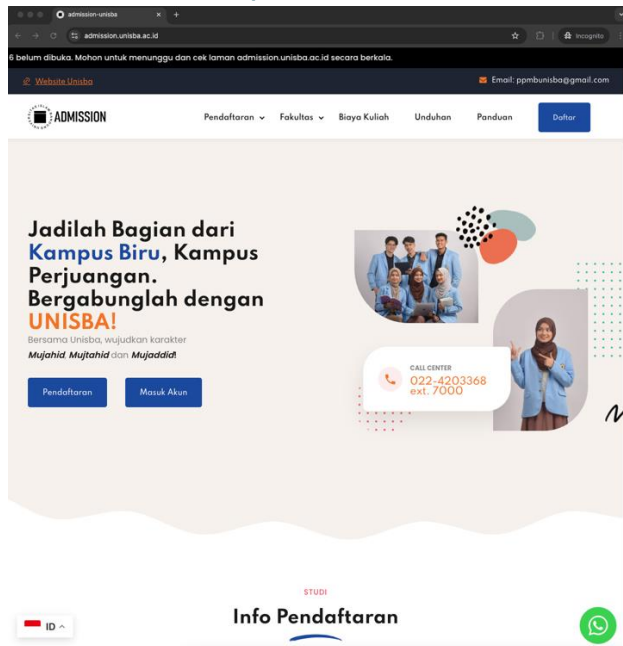 admission-unisba
admission.unisba.ac.id
Incognito
6 belum dibuka. Mohon untuk menunggu dan cek laman admission.unisba.ac.id secara berkala.
Website Unisba
Email: ppmbunisba@gmail.com
ADMISSION
Pendaftaran
Fakultas
Biaya Kuliah
Unduhan
Panduan
Daftar
Jadilah Bagian dari
Kampus Biru, Kampus
Perjuangan.
Bergabunglah dengan
UNISBA!
Bersama Unisba, wujudkan karakter
Mujahid, Mujtahid dan Mujaddid!
Pendaftaran
Masuk Akun
CALL CENTER
022-4203368
ext. 7000
STUDI
Info Pendaftaran
ID